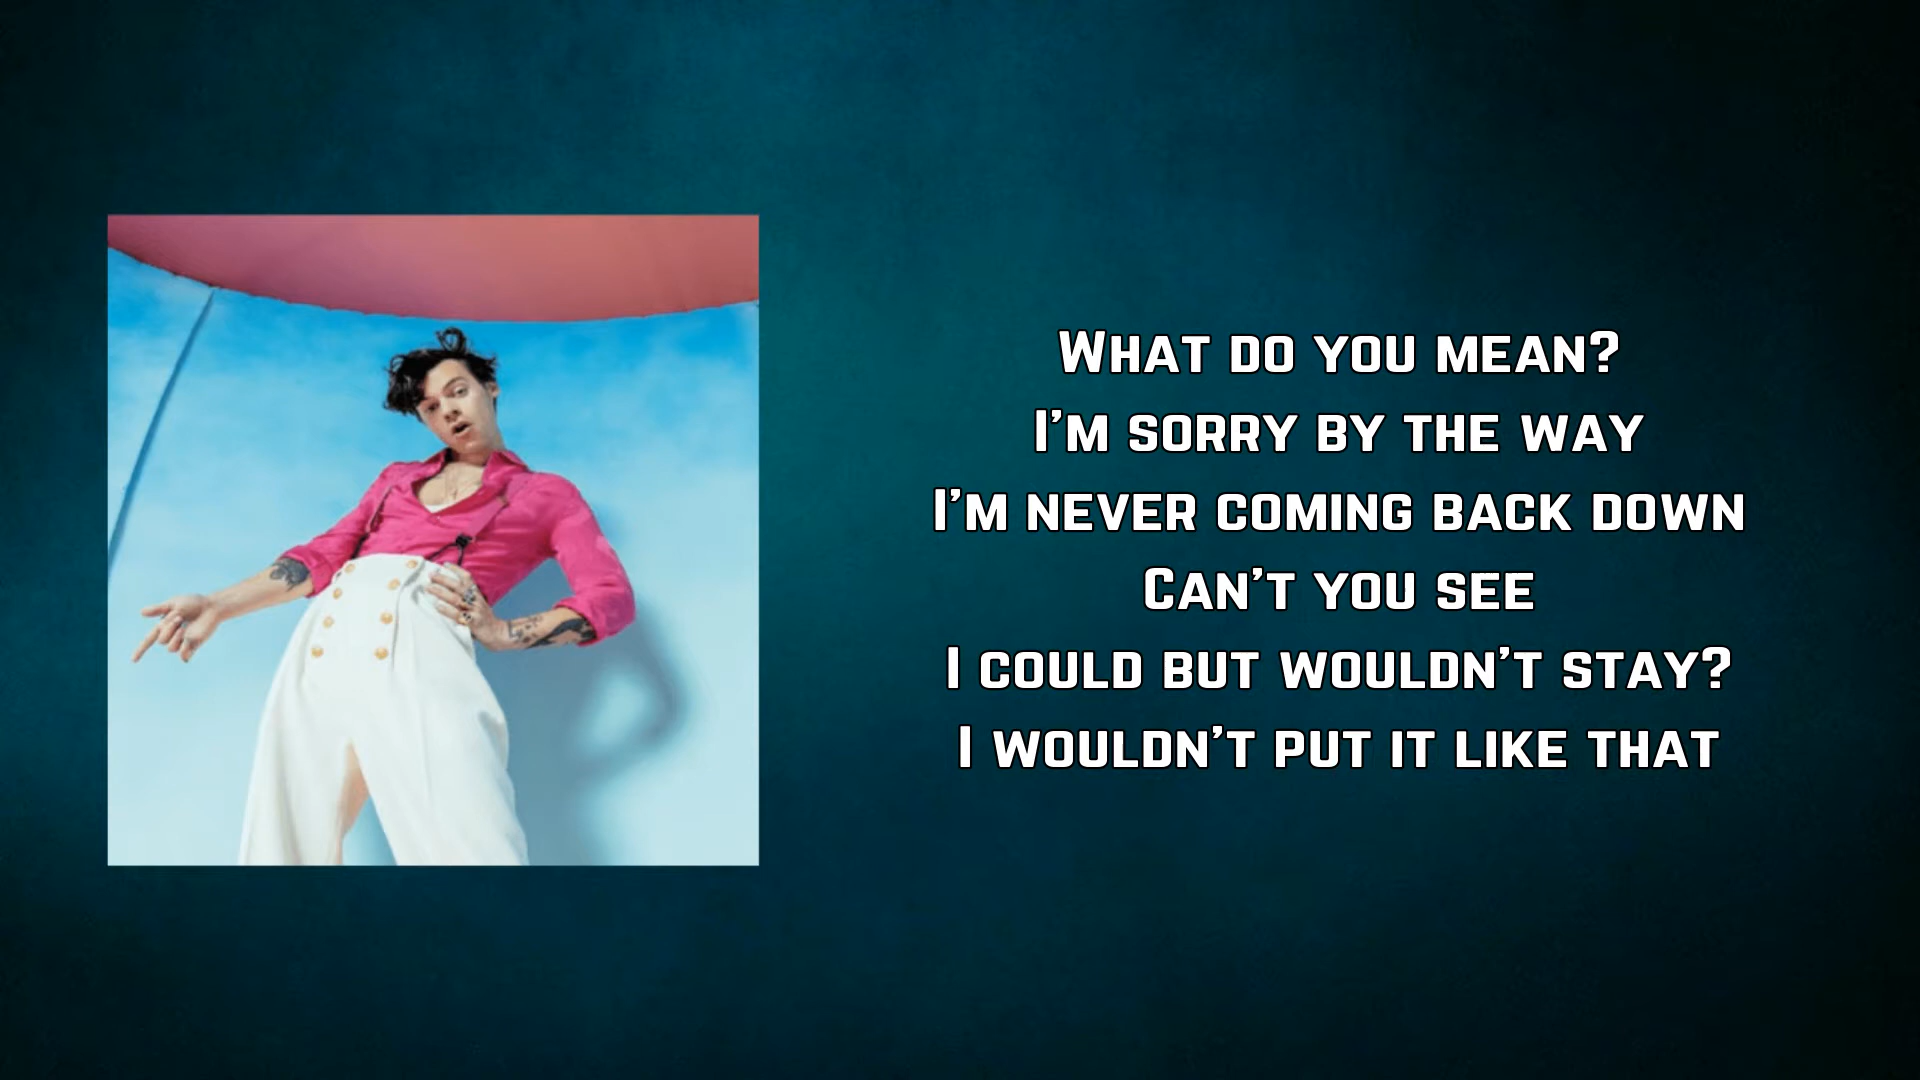 What do you mean?
I'm sorry by the way
I'm never coming back down
Can't you see
I could but wouldn't stay?
I wouldn't put it like that